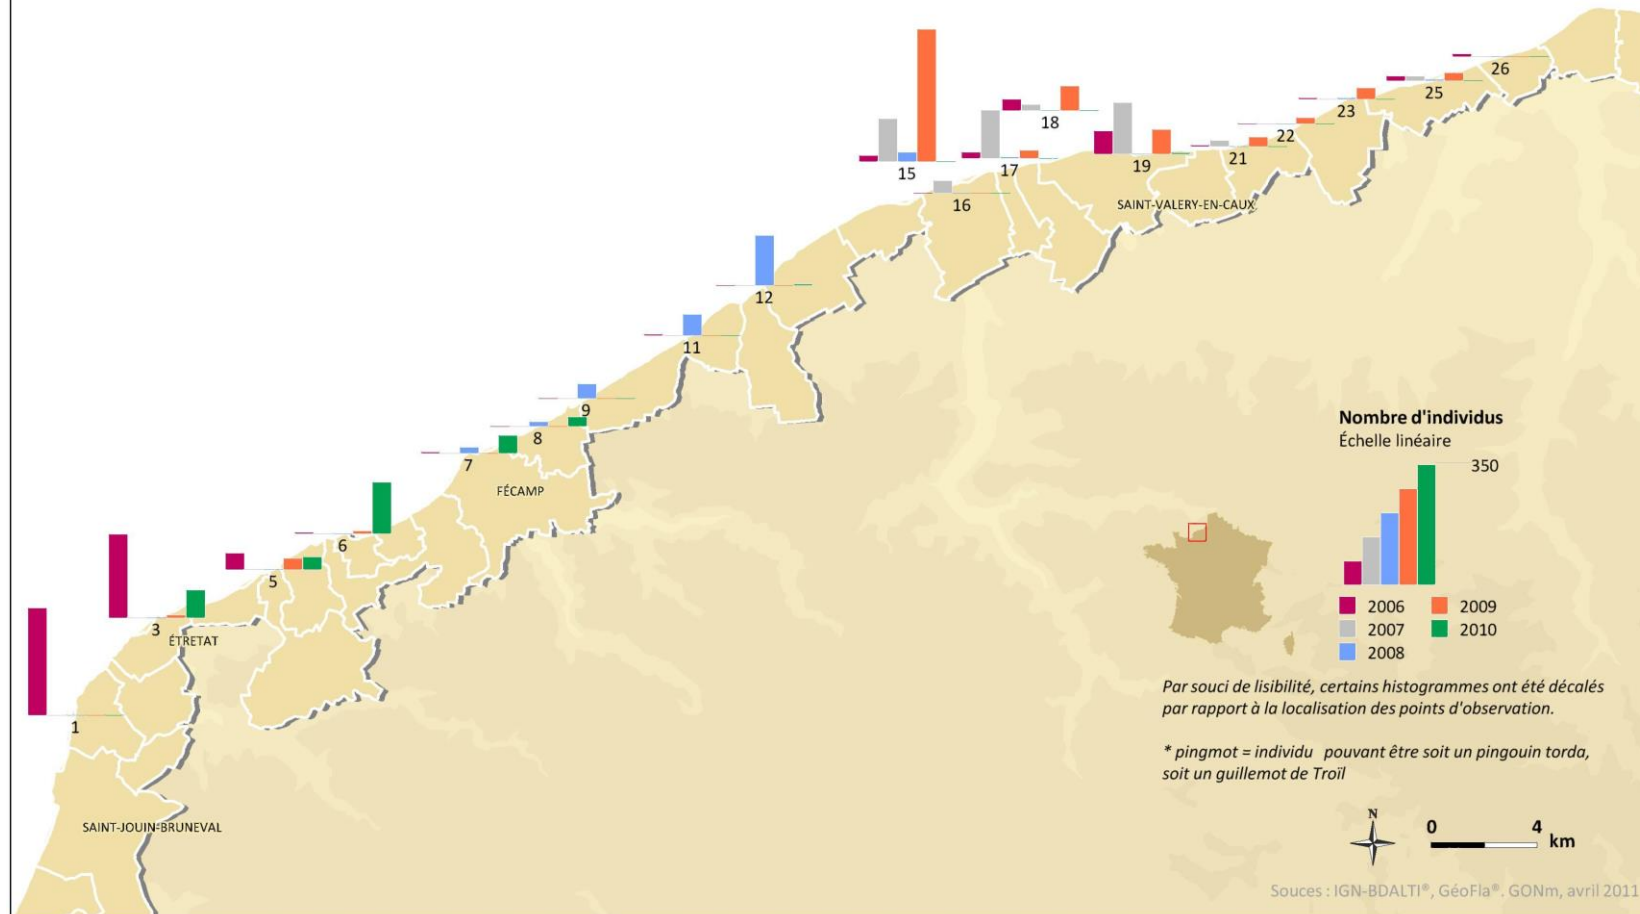 26
25
23
18
22
19
21
15
17
16
SAINT-VALERY-EN-CAUX
12
11
9
8
7
FÉCAMP
6
5
3
ÉTRETAT
1
SAINT-JOUIN-BRUNEVAL
Nombre d'individus
Échelle linéaire
350
2006 2009
2007 2010
2008
Par souci de lisibilité, certains histogrammes ont été décalés
par rapport à la localisation des points d'observation.
* pingmot = individu pouvant être soit un pingouin torda,
soit un guillemot de Troïl
N
0 4
km
Souces : IGN-BDALTI®, GéoFla®. GONm, avril 2011